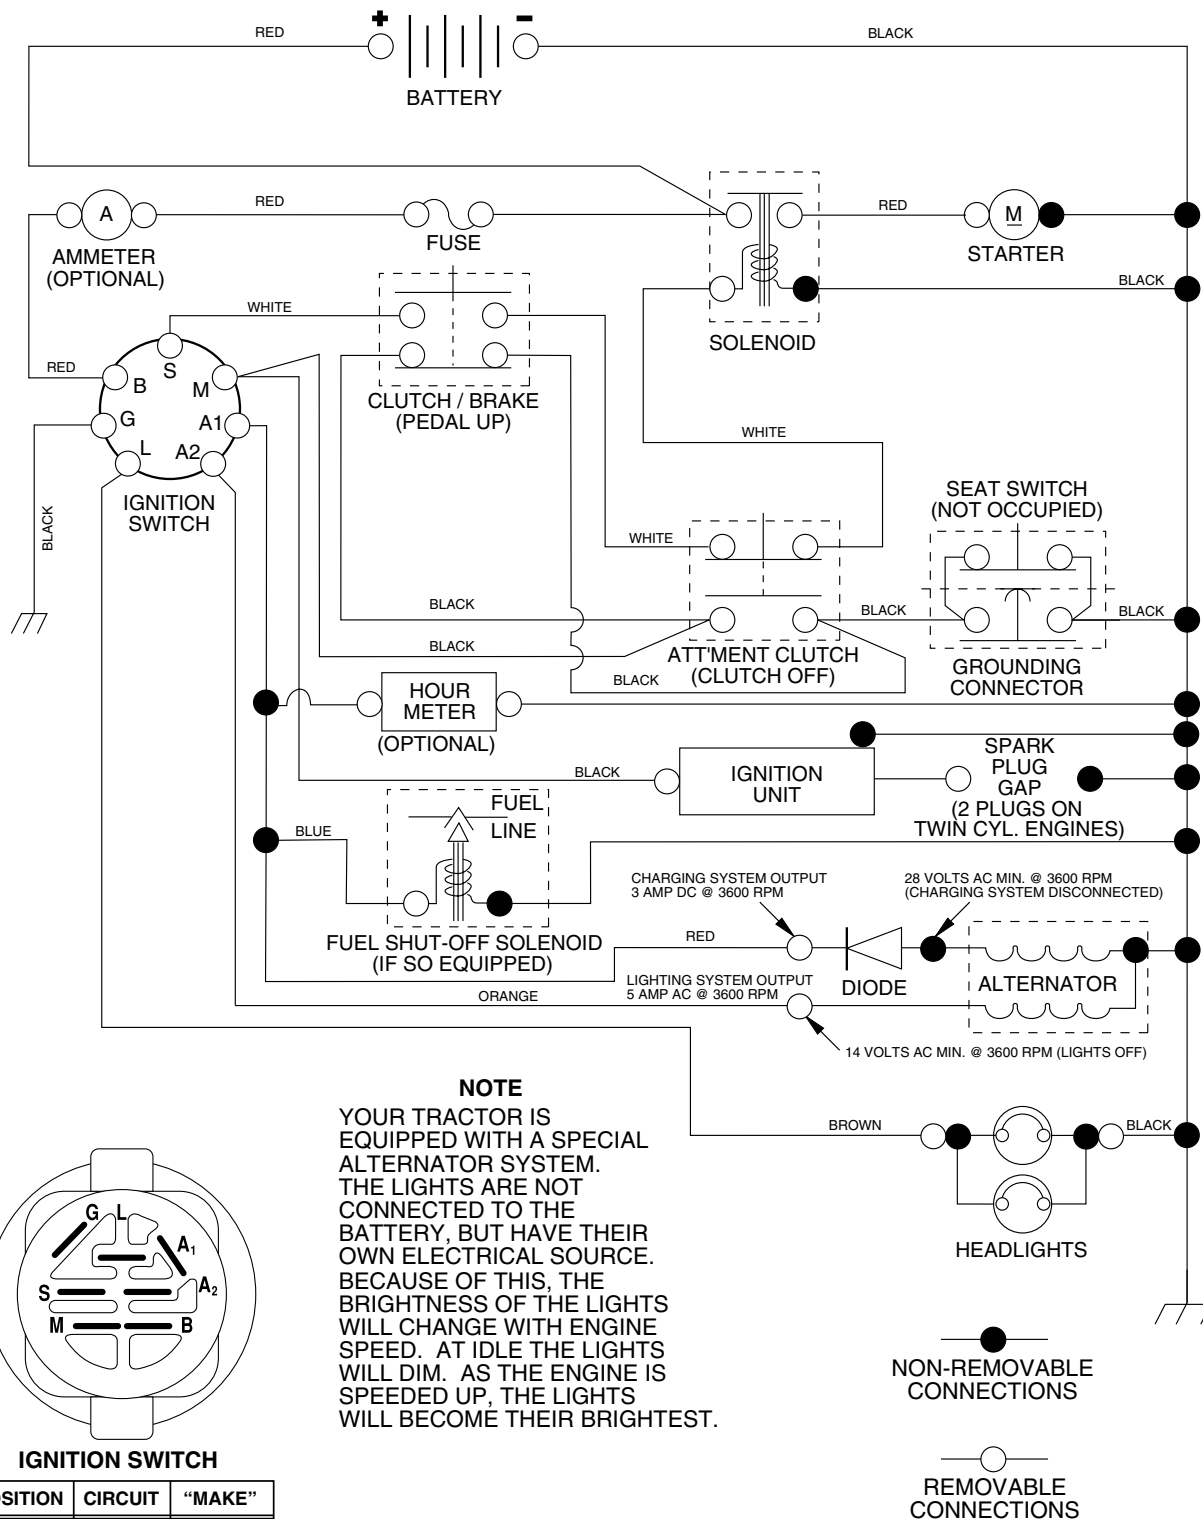 +
-
RED
BLACK
BATTERY
A
RED
RED
M
FUSE
STARTER
AMMETER
(OPTIONAL)
BLACK
WHITE
SOLENOID
S
RED
B
M
CLUTCH / BRAKE
(PEDAL UP)
G
A1
WHITE
L
A2
IGNITION
SWITCH
SEAT SWITCH
(NOT OCCUPIED)
BLACK
WHITE
BLACK
BLACK
BLACK
BLACK
ATT'MENT CLUTCH
(CLUTCH OFF)
GROUNDING
CONNECTOR
BLACK
HOUR
METER
(OPTIONAL)
SPARK
PLUG
GAP
(2 PLUGS ON
TWIN CYL. ENGINES)
BLACK
IGNITION
UNIT
FUEL
LINE
BLUE
CHARGING SYSTEM OUTPUT
3 AMP DC @ 3600 RPM
28 VOLTS AC MIN. @ 3600 RPM
(CHARGING SYSTEM DISCONNECTED)
FUEL SHUT-OFF SOLENOID
(IF SO EQUIPPED)
RED
LIGHTING SYSTEM OUTPUT
5 AMP AC @ 3600 RPM
DIODE
ALTERNATOR
ORANGE
14 VOLTS AC MIN. @ 3600 RPM (LIGHTS OFF)
NOTE
YOUR TRACTOR IS
EQUIPPED WITH A SPECIAL
ALTERNATOR SYSTEM.
THE LIGHTS ARE NOT
CONNECTED TO THE
BATTERY, BUT HAVE THEIR
OWN ELECTRICAL SOURCE.
BECAUSE OF THIS, THE
BRIGHTNESS OF THE LIGHTS
WILL CHANGE WITH ENGINE
SPEED. AT IDLE THE LIGHTS
WILL DIM. AS THE ENGINE IS
SPEEDED UP, THE LIGHTS
WILL BECOME THEIR BRIGHTEST.
BROWN
BLACK
HEADLIGHTS
G
L
A1
S
A2
M
B
IGNITION SWITCH
NON-REMOVABLE
CONNECTIONS
REMOVABLE
CONNECTIONS
CIRCUIT
"MAKE"